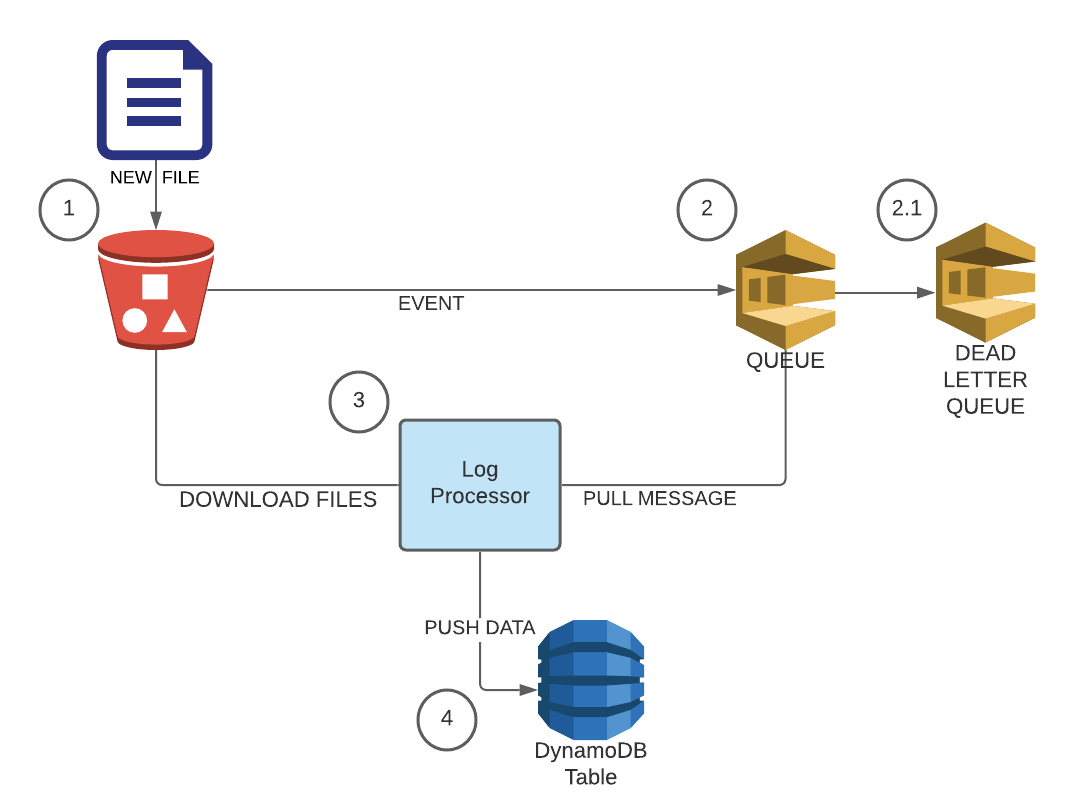 NEW FILE
1
2
2.1
EVENT
QUEUE
DEAD
LETTER
QUEUE
3
Log
Processor
DOWNLOAD FILES
PULL MESSAGE
PUSH DATA
4
DynamoDB
Table